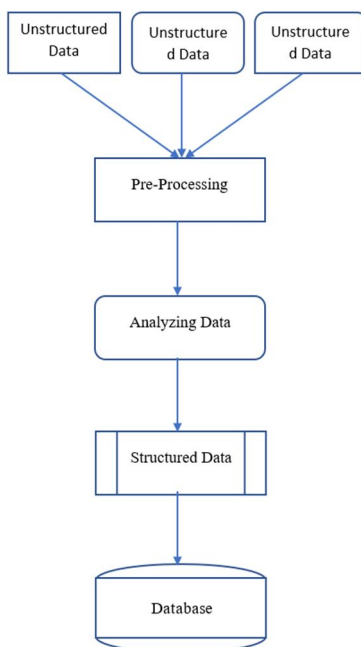 Unstructured
Data
Unstructure
d Data
Unstructure
d Data
Pre-Processing
Analyzing Data
Structured Data
Database